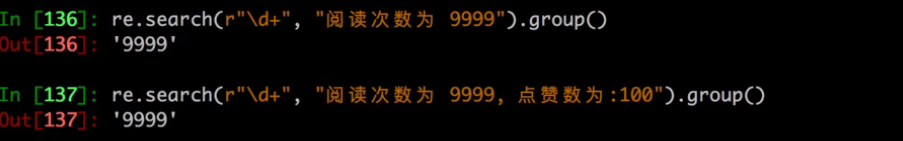 In [136]: re.search(r"\d+", "阅读次数为 9999").group()
Out[136]: '9999'
In [137]: re.search(r"\d+", "阅读次数为 9999, 点赞数为:100").group()
Out[137]: '9999'